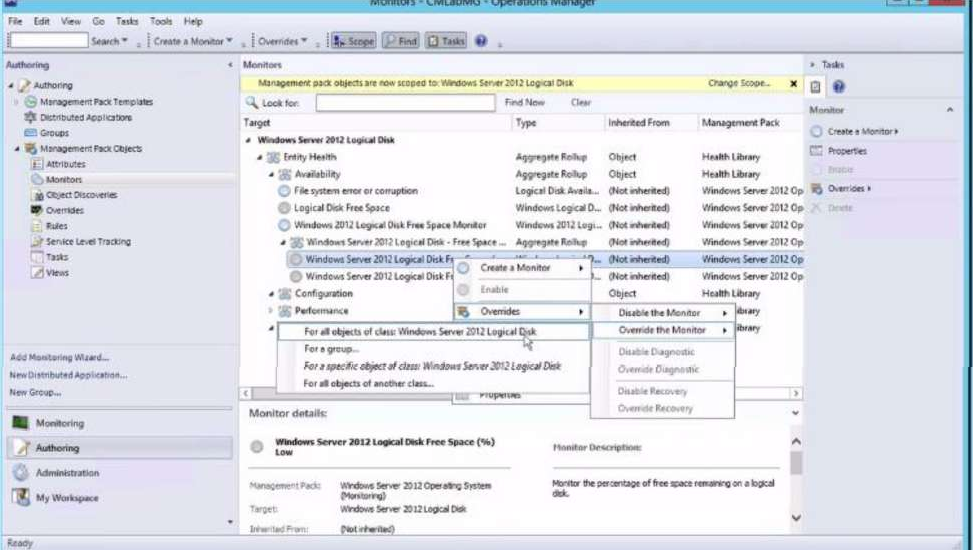 Monitors - CMLabMG - Operations Manager
File Edit View Go Tasks Tools Help
Search Create a Monitor Overrides Scope Find Tasks
Authoring
Authoring
Management Pack Templates
Distributed Applications
Groups
Management Pack Objects
Attributes
Monitors
Object Discoveries
Overrides
Rules
Service Level Tracking
Tasks
Views
Add Monitoring Wizard...
New Distributed Application...
New Group...
Monitoring
Authoring
Administration
My Workspace
Ready
Monitors
Management pack objects are now scoped to: Windows Server 2012 Logical Disk Change Scope... x
Look for: Find Now Clear
Target Type Inherited From Management Pack
Windows Server 2012 Logical Disk
Entity Health Aggregate Rollup Object Health Library
Availability Aggregate Rollup Object Health Library
File system error or corruption Logical Disk Availa... (Not inherited) Windows Server 2012 Op
Logical Disk Free Space Windows Logical D... (Not inherited) Windows Server 2012 Op
Windows 2012 Logical Disk Free Space Monitor Windows 2012 Logi... (Not inherited) Windows Server 2012 Op
Windows Server 2012 Logical Disk - Free Space ... Aggregate Rollup (Not inherited) Windows Server 2012 Op
Windows Server 2012 Logical Disk (Not inherited) Windows Server 2012 Op
Windows Server 2012 Logical Disk (Not inherited) Windows Server 2012 Op
Configuration Object Health Library
Performance
Create a Monitor
Enable
Overrides
Properties
Disable the Monitor
Override the Monitor
Disable Diagnostic
Override Diagnostic
Disable Recovery
Override Recovery
For all objects of class: Windows Server 2012 Logical Disk
For a group...
For a specific object of class: Windows Server 2012 Logical Disk
For all objects of another class...
Monitor details:
Windows Server 2012 Logical Disk Free Space (%)
Low
Management Pack: Windows Server 2012 Operating System
(Monitoring)
Target: Windows Server 2012 Logical Disk
Inherited From: (Not inherited)
Monitor Description:
Monitor the percentage of free space remaining on a logical
disk.
Tasks
Monitor
Create a Monitor
Properties
Enable
Overrides
Delete